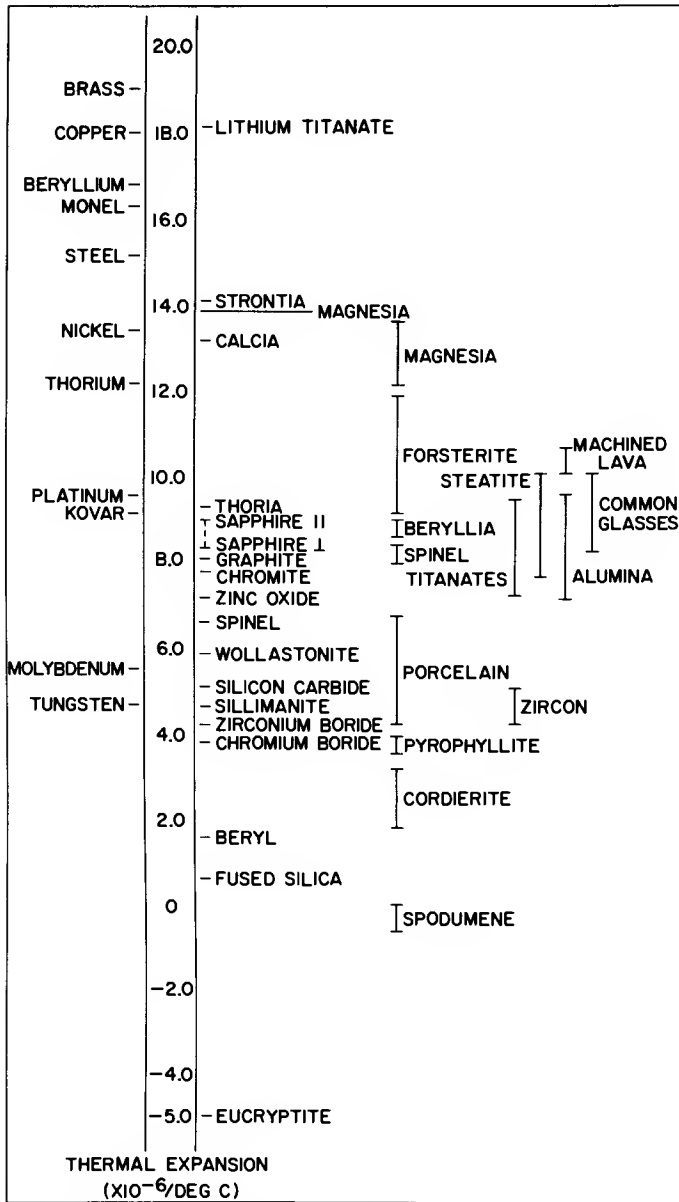 20.0
BRASS
COPPER 18.0 LITHIUM TITANATE
BERYLLIUM
MONEL
16.0
STEEL
14.0 STRONTIA
MAGNESIA
NICKEL
CALCIA
MAGNESIA
THORIUM
12.0
MACHINED
LAVA
FORSTERITE
STEATITE
10.0
PLATINUM
THORIA
COMMON
GLASSES
KOVAR
SAPPHIRE II
BERYLLIA
SAPPHIRE ⊥
8.0 GRAPHITE
SPINEL
CHROMITE
TITANATES
ALUMINA
ZINC OXIDE
SPINEL
6.0 WOLLASTONITE
MOLYBDENUM
PORCELAIN
SILICON CARBIDE
TUNGSTEN
SILLIMANITE
ZIRCON
ZIRCONIUM BORIDE
4.0 CHROMIUM BORIDE
PYROPHYLLITE
CORDIERITE
2.0
BERYL
FUSED SILICA
0
SPODUMENE
-2.0
-4.0
-5.0 EUCRYPTITE
THERMAL EXPANSION
(X10⁻⁶/DEG C)